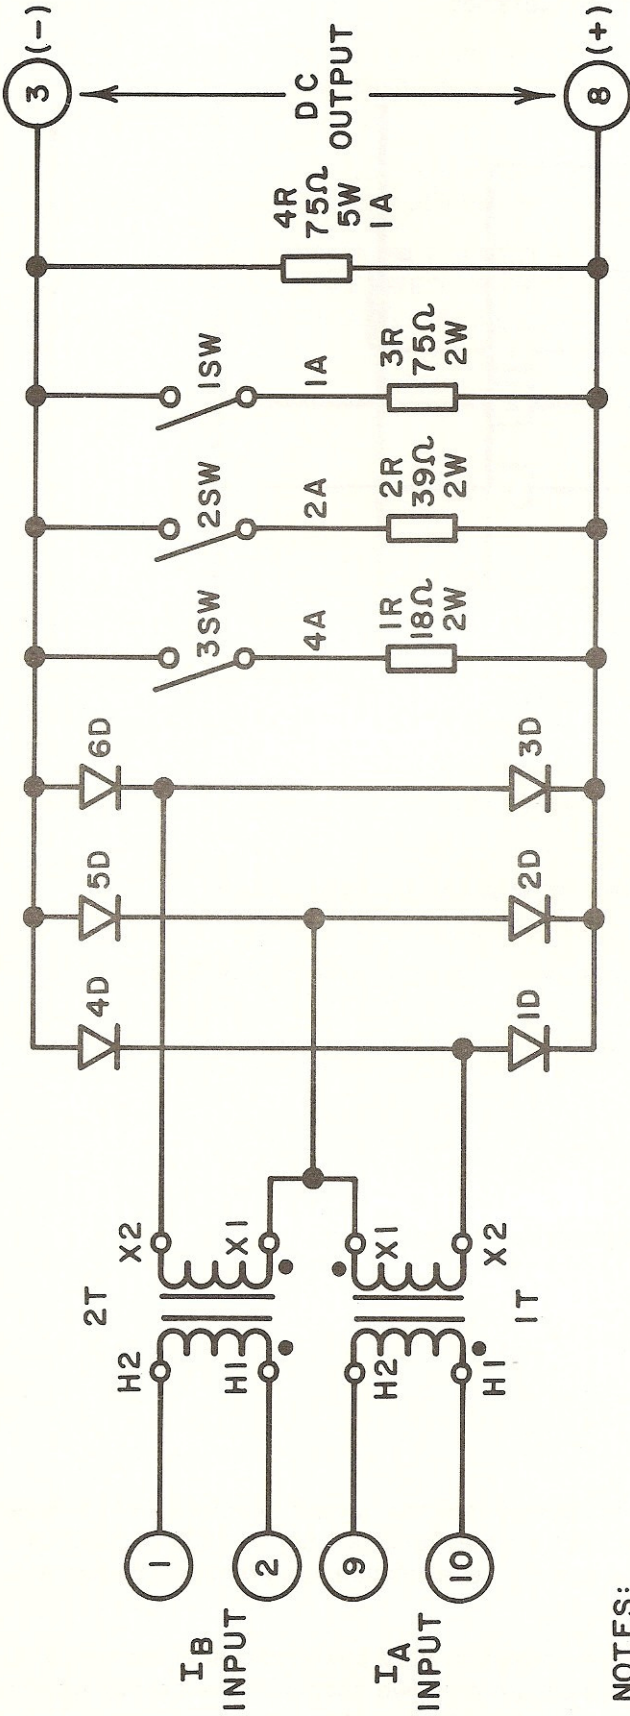 3 (-)
DC
OUTPUT
8 (+)
4R
75Ω
5W
1A
1SW
1A
3R
75Ω
2W
2SW
2A
2R
39Ω
2W
3SW
4A
1R
18Ω
2W
6D
3D
5D
2D
4D
1D
2T
H2 X2
H1 X1
H2 X1
H1 X2
1T
1
2
9
10
IB
INPUT
IA
INPUT
NOTES: